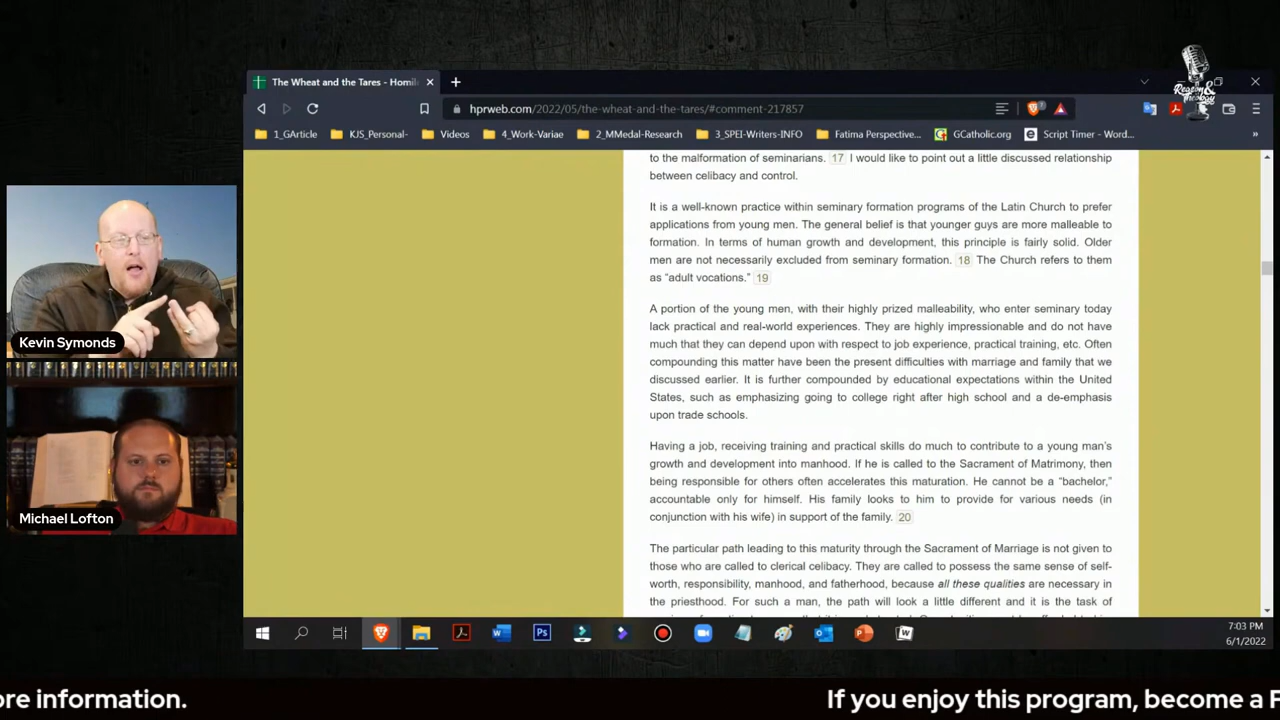 The Wheat and the Tares - Homil
hprweb.com/2022/05/the-wheat-and-the-tares/#comment-217857
Reason & Theology
1_GArticle
KJS_Personal-
Videos
4_Work-Variae
2_MMedal-Research
3_SPEI-Writers-INFO
Fatima Perspective...
GCatholic.org
Script Timer - Word...
to the malformation of seminarians. 17 I would like to point out a little discussed relationship
between celibacy and control.
It is a well-known practice within seminary formation programs of the Latin Church to prefer
applications from young men. The general belief is that younger guys are more malleable to
formation. In terms of human growth and development, this principle is fairly solid. Older
men are not necessarily excluded from seminary formation. 18 The Church refers to them
as “adult vocations.” 19
A portion of the young men, with their highly prized malleability, who enter seminary today
lack practical and real-world experiences. They are highly impressionable and do not have
much that they can depend upon with respect to job experience, practical training, etc. Often
compounding this matter have been the present difficulties with marriage and family that we
discussed earlier. It is further compounded by educational expectations within the United
States, such as emphasizing going to college right after high school and a de-emphasis
upon trade schools.
Having a job, receiving training and practical skills do much to contribute to a young man’s
growth and development into manhood. If he is called to the Sacrament of Matrimony, then
being responsible for others often accelerates this maturation. He cannot be a “bachelor,”
accountable only for himself. His family looks to him to provide for various needs (in
conjunction with his wife) in support of the family. 20
The particular path leading to this maturity through the Sacrament of Marriage is not given to
those who are called to clerical celibacy. They are called to possess the same sense of self-
worth, responsibility, manhood, and fatherhood, because all these qualities are necessary in
the priesthood. For such a man, the path will look a little different and it is the task of
Kevin Symonds
Michael Lofton
7:03 PM
6/1/2022
ore information.
If you enjoy this program, become a P